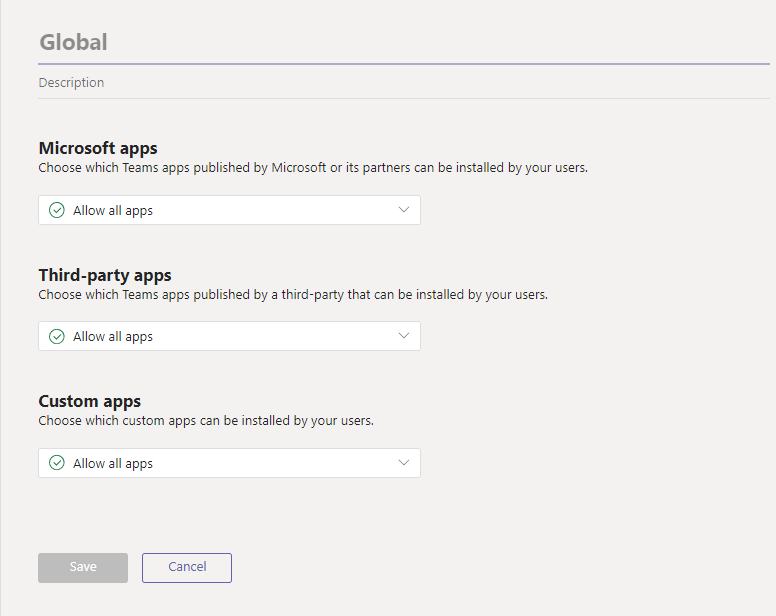 Global
Description
Microsoft apps
Choose which Teams apps published by Microsoft or its partners can be installed by your users.
Allow all apps
Third-party apps
Choose which Teams apps published by a third-party that can be installed by your users.
Allow all apps
Custom apps
Choose which custom apps can be installed by your users.
Allow all apps
Save
Cancel